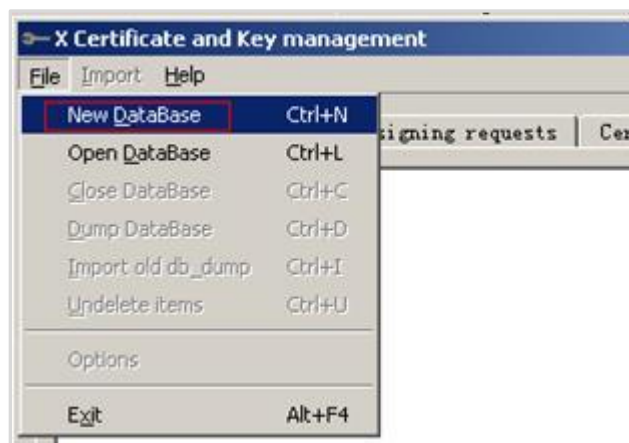 X Certificate and Key management
File Import Help
New DataBase Ctrl+N
igning requests
Open DataBase Ctrl+L
Close DataBase Ctrl+C
Dump DataBase Ctrl+D
Import old db_dump Ctrl+I
Undelete items Ctrl+U
Options
Exit Alt+F4